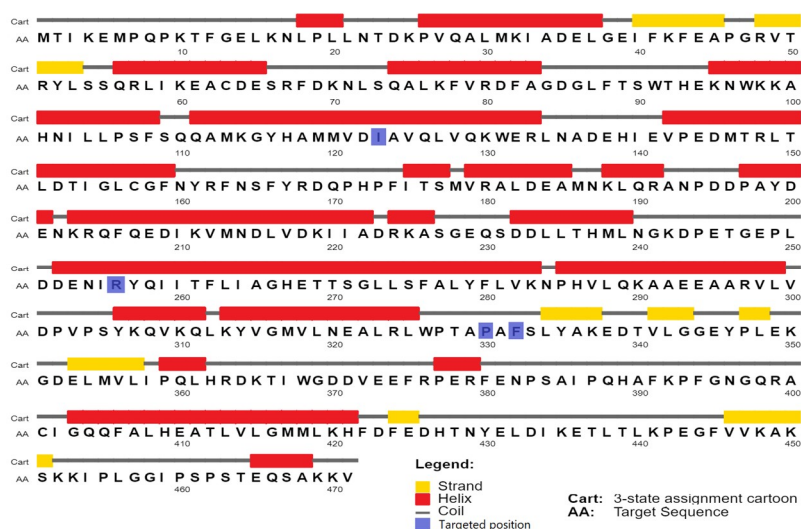 Cart
AA M T I K E M P Q P K T F G E L K N L P L L N T D K P V Q A L M K I A D E L G E I F K F E A P G R V T
10 20 30 40 50
Cart
AA R Y L S S Q R L I K E A C D E S R F D K N L S Q A L K F V R D F A G D G L F T S W T H E K N W K K A
60 70 80 90 100
Cart
AA H N I L L P S F S Q Q A M K G Y H A M M V D I A V Q L V Q K W E R L N A D E H I E V P E D M T R L T
110 120 130 140 150
Cart
AA L D T I G L C G F N Y R F N S F Y R D Q P H P F I T S M V R A L D E A M N K L Q R A N P D D P A Y D
160 170 180 190 200
Cart
AA E N K R Q F Q E D I K V M N D L V D K I I A D R K A S G E Q S D D L L T H M L N G K D P E T G E P L
210 220 230 240 250
Cart
AA D D E N I R Y Q I I T F L I A G H E T T S G L L S F A L Y F L V K N P H V L Q K A A E E A A R V L V
260 270 280 290 300
Cart
AA D P V P S Y K Q V K Q L K Y V G M V L N E A L R L W P T A P A F S L Y A K E D T V L G G E Y P L E K
310 320 330 340 350
Cart
AA G D E L M V L I P Q L H R D K T I W G D D V E E F R P E R F E N P S A I P Q H A F K P F G N G Q R A
360 370 380 390 400
Cart
AA C I G Q Q F A L H E A T L V L G M M L K H F D F E D H T N Y E L D I K E T L T L K P E G F V V K A K
410 420 430 440 450
Cart
AA S K K I P L G G I P S P S T E Q S A K K V
460 470
Legend:
Strand
Helix
Coil
Targeted position
Cart: 3-state assignment cartoon
AA: Target Sequence